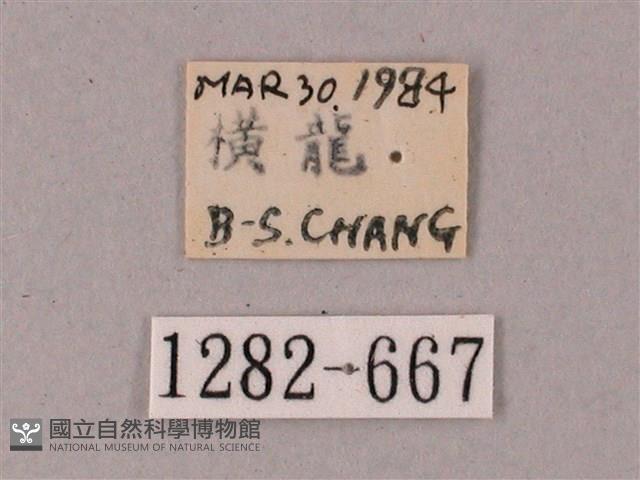 MAR 30. 1984
橫龍
B-S. CHANG
1282-667
國立自然科學博物館
NATIONAL MUSEUM OF NATURAL SCIENCE